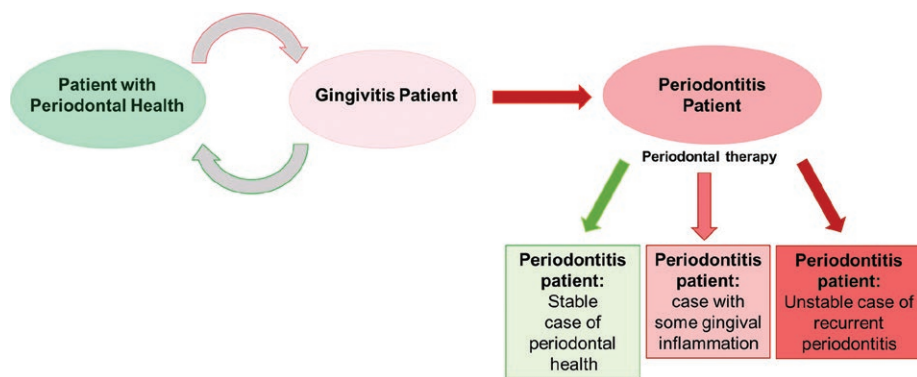 Patient with
Periodontal Health
Gingivitis Patient
Periodontitis
Patient
Periodontal therapy
Periodontitis
patient:
Stable
case of
periodontal
health
Periodontitis
patient:
case with
some gingival
inflammation
Periodontitis
patient:
Unstable case of
recurrent
periodontitis